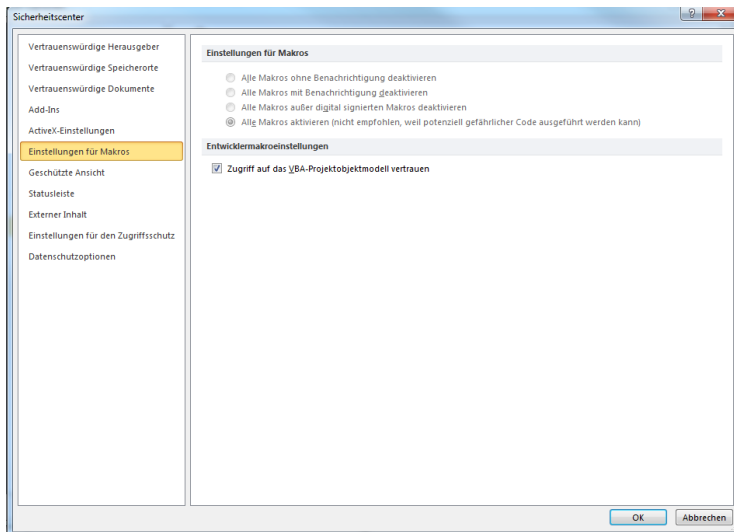 Sicherheitscenter
Vertrauenswürdige Herausgeber
Vertrauenswürdige Speicherorte
Vertrauenswürdige Dokumente
Add-Ins
ActiveX-Einstellungen
Einstellungen für Makros
Geschützte Ansicht
Statusleiste
Externer Inhalt
Einstellungen für den Zugriffsschutz
Datenschutzoptionen
Einstellungen für Makros
Alle Makros ohne Benachrichtigung deaktivieren
Alle Makros mit Benachrichtigung deaktivieren
Alle Makros außer digital signierten Makros deaktivieren
Alle Makros aktivieren (nicht empfohlen, weil potenziell gefährlicher Code ausgeführt werden kann)
Entwicklermakroeinstellungen
Zugriff auf das VBA-Projektobjektmodell vertrauen
OK
Abbrechen